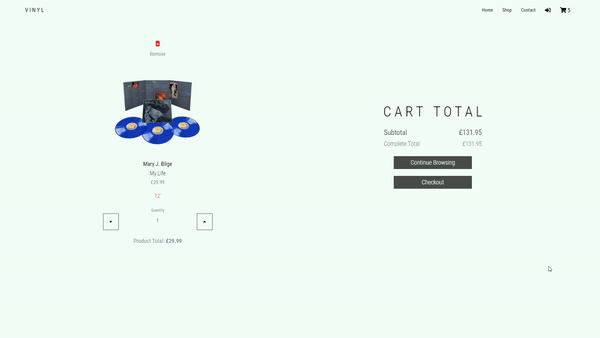 VINYL
Home Shop Contact 5
Remove
Mary J. Blige
My Life
£29.99
12"
Quantity
1
Product Total: £29.99
CART TOTAL
Subtotal £131.95
Complete Total £131.95
Continue Browsing
Checkout